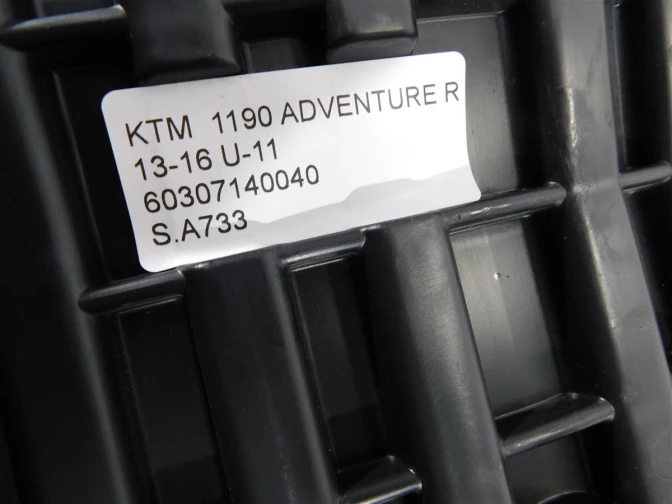 KTM 1190 ADVENTURE R
13-16 U-11
60307140040
S.A733